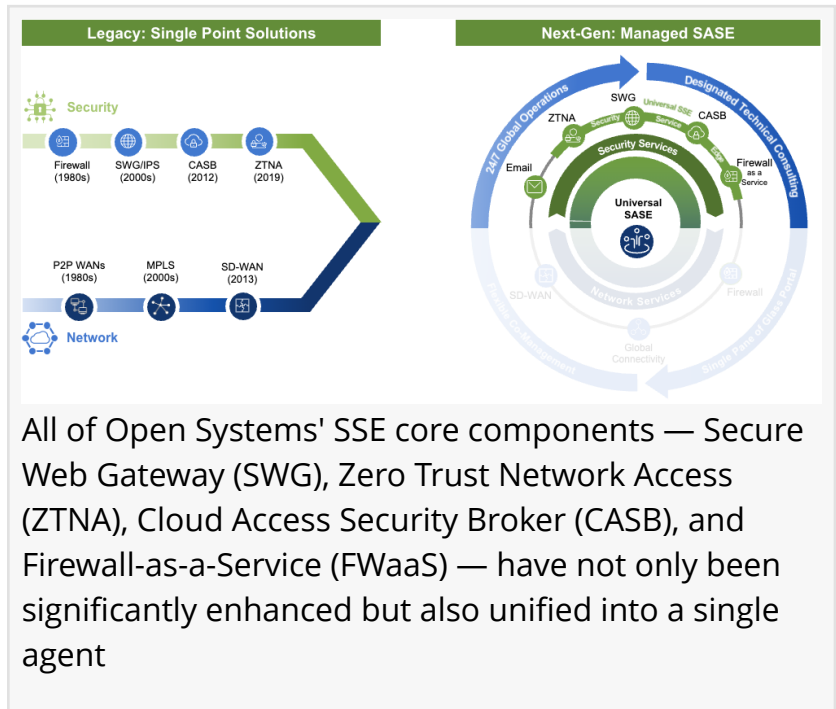 Legacy: Single Point Solutions
Security
Firewall
(1980s)
SWG/IPS
(2000s)
CASB
(2012)
ZTNA
(2019)
P2P WANs
(1980s)
MPLS
(2000s)
SD-WAN
(2013)
Network
Next-Gen: Managed SASE
24/7 Global Operations
Designated Technical Consulting
SWG
Universal SSE
ZTNA
CASB
Security
Service
Edge
Email
Security Services
Firewall
as a
Service
Universal
SASE
SD-WAN
Network Services
Firewall
Global
Connectivity
Flexible Co-Management
Single Pane of Glass Portal
All of Open Systems' SSE core components — Secure
Web Gateway (SWG), Zero Trust Network Access
(ZTNA), Cloud Access Security Broker (CASB), and
Firewall-as-a-Service (FWaaS) — have not only been
significantly enhanced but also unified into a single
agent